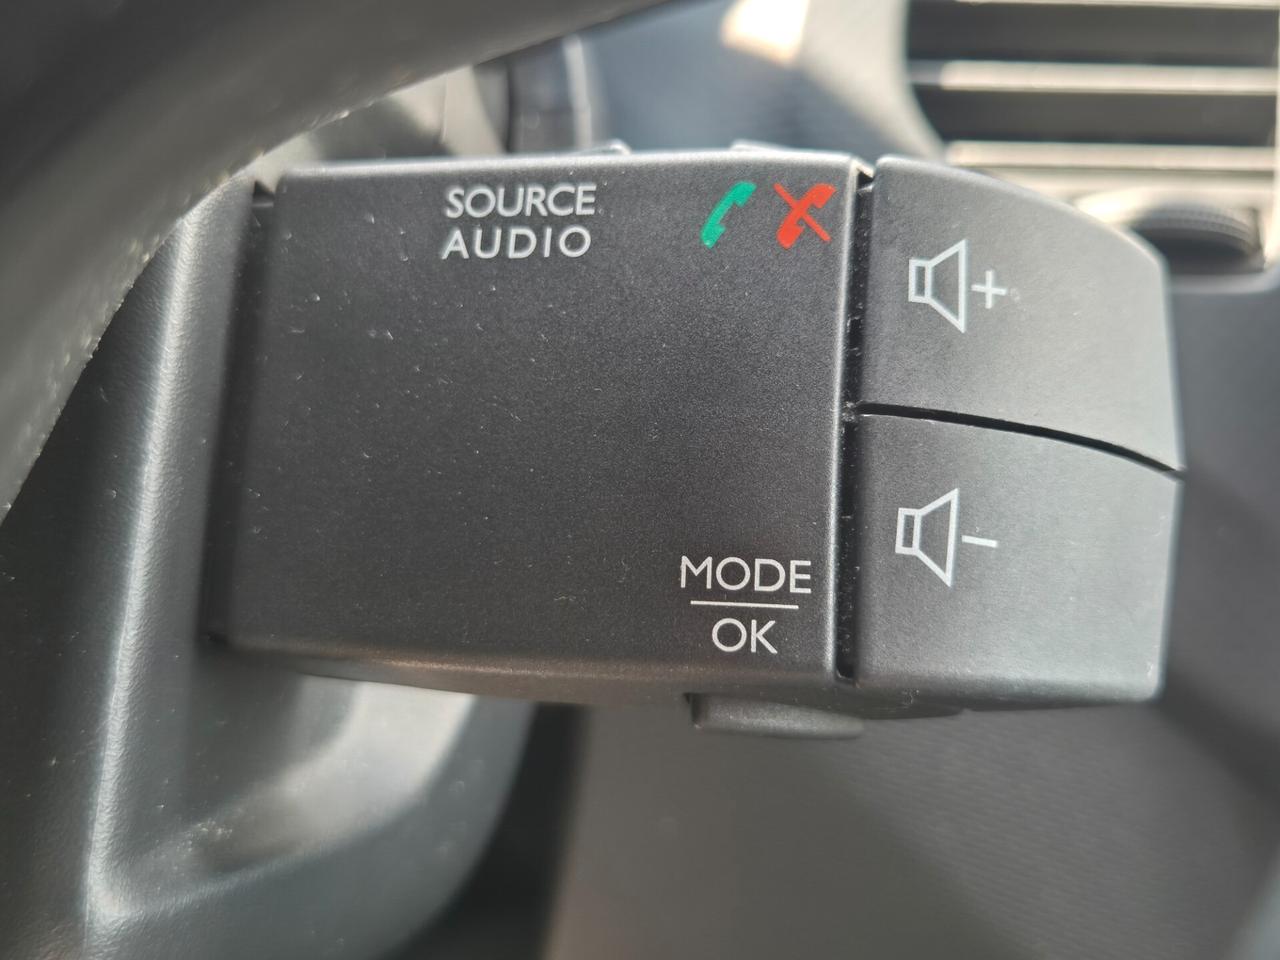 SOURCE
AUDIO
+
-
MODE
OK